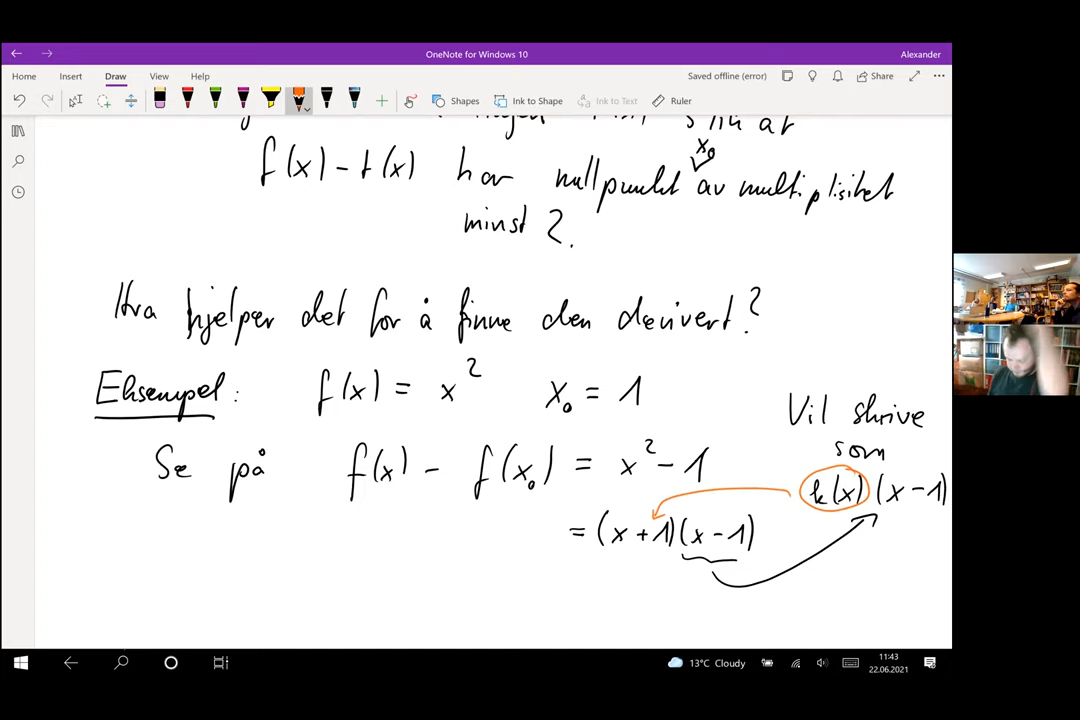 OneNote for Windows 10
Alexander
Home Insert Draw View Help
Saved offline (error) Share
Shapes Ink to Shape Ink to Text Ruler
slik at
x₀
f(x) - t(x) har nullpunkt av multiplisitet
minst 2.
Hva hjelper det for å finne den derivert?
Eksempel: f(x) = x² x₀ = 1
Vil skrive
som
k(x)(x-1)
Se på f(x) - f(x₀) = x² - 1
= (x+1)(x-1)
13°C Cloudy
11:43
22.06.2021